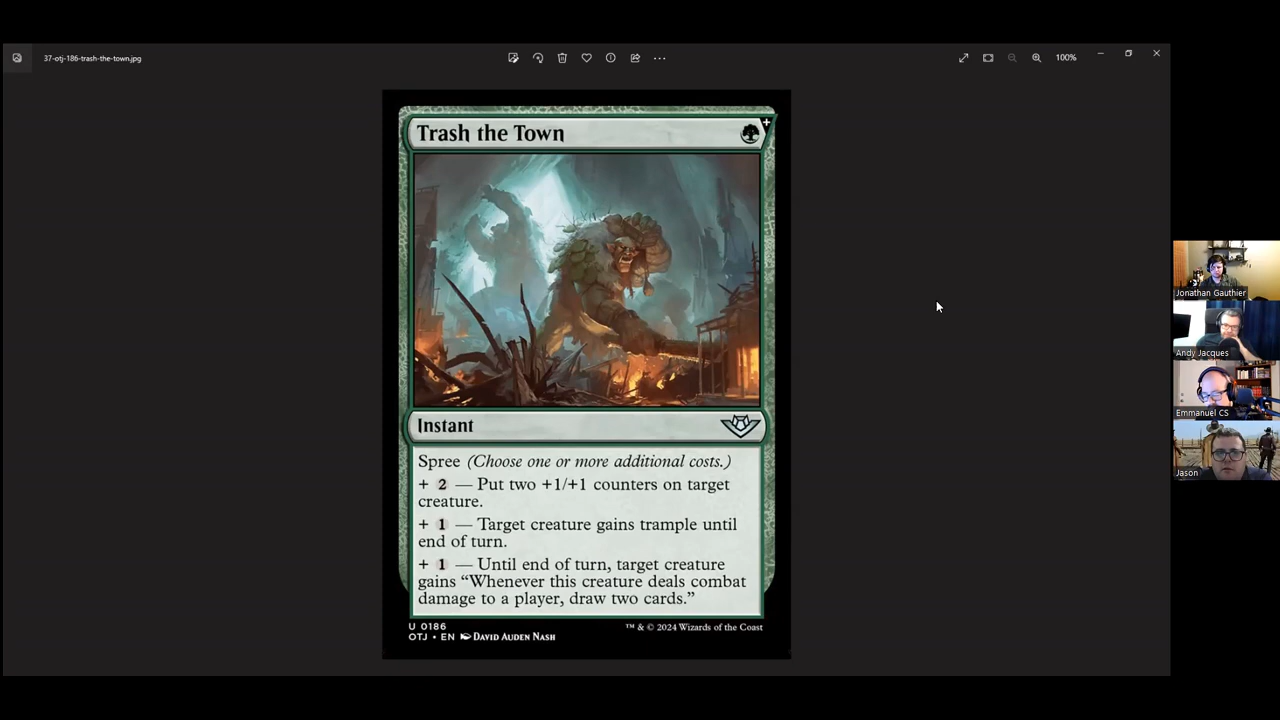 37-otj-186-trash-the-town.jpg
100%
Trash the Town
Instant
Spree (Choose one or more additional costs.)
+ 2 — Put two +1/+1 counters on target
creature.
+ 1 — Target creature gains trample until
end of turn.
+ 1 — Until end of turn, target creature
gains “Whenever this creature deals combat
damage to a player, draw two cards.”
U 0186
™ & © 2024 Wizards of the Coast
OTJ • EN DAVID AUDEN NASH
Jonathan Gauthier
Andy Jacques
Emmanuel CS
Jason